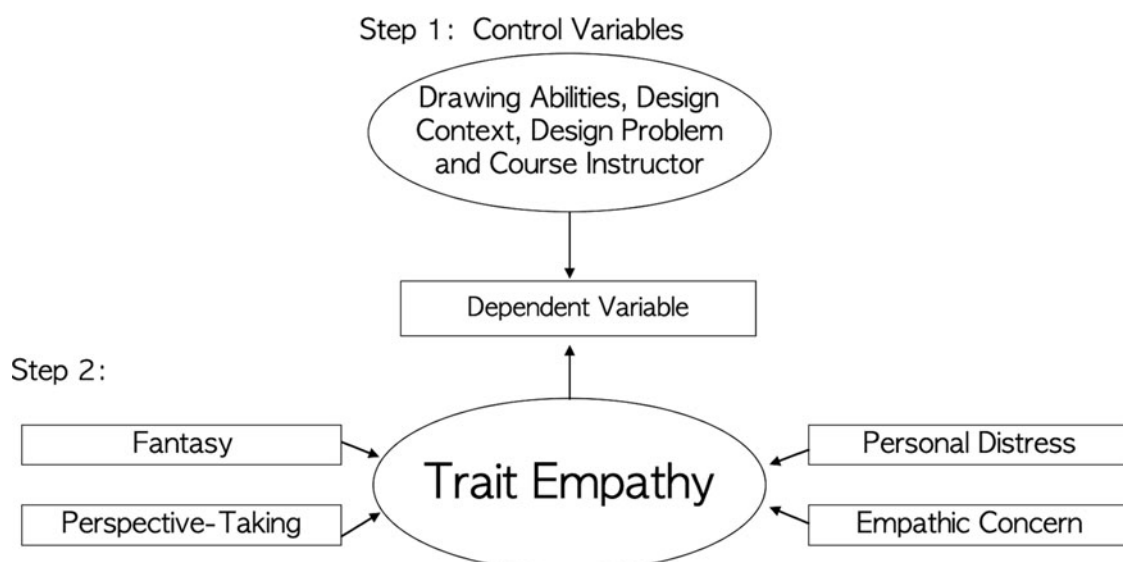 Step 1: Control Variables
Drawing Abilities, Design
Context, Design Problem
and Course Instructor
Dependent Variable
Step 2:
Fantasy
Personal Distress
Trait Empathy
Perspective-Taking
Empathic Concern